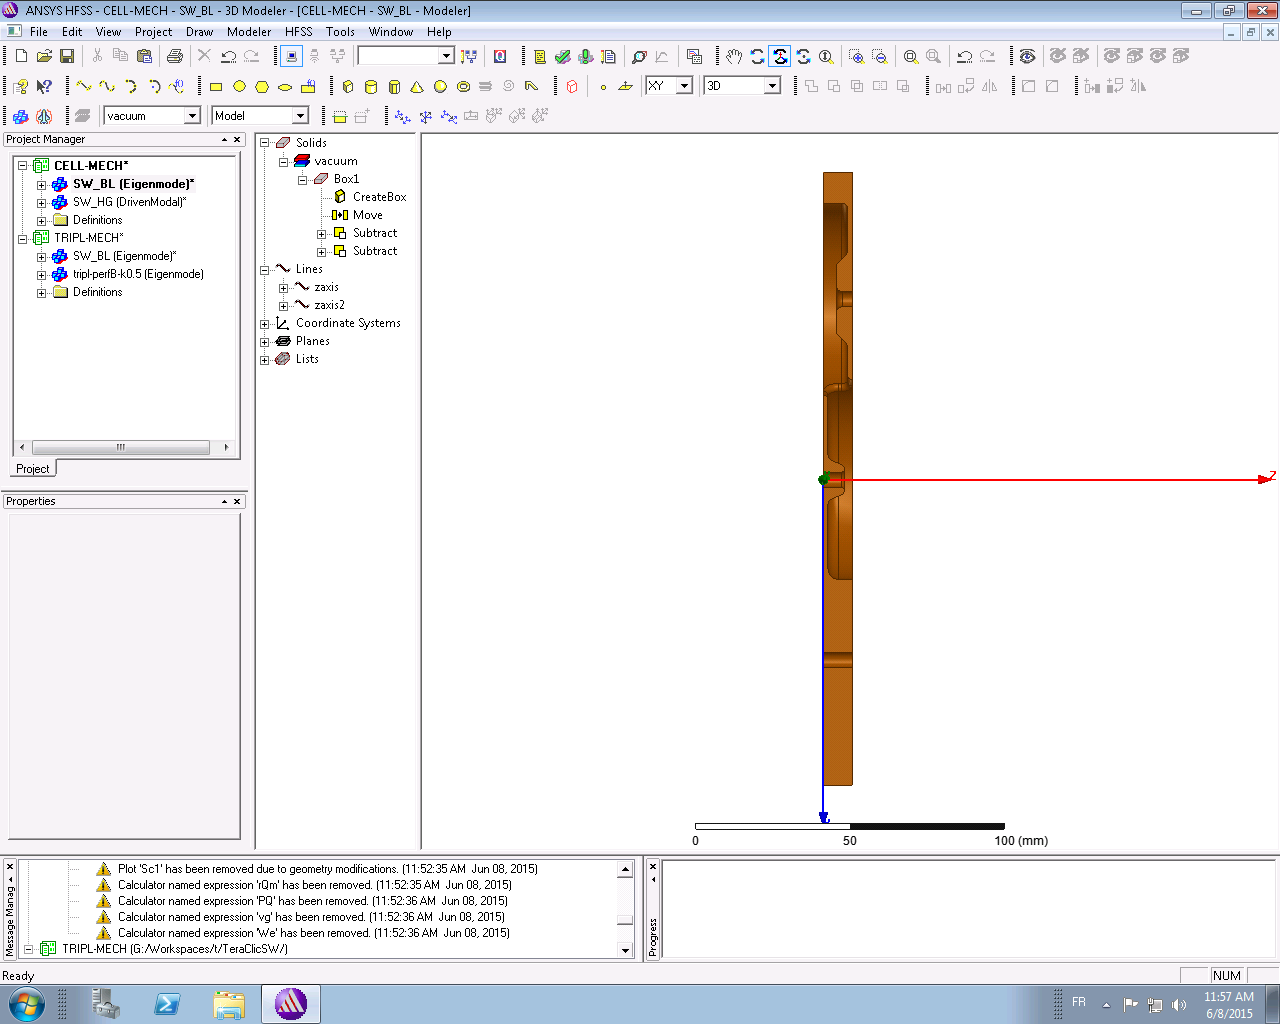 ANSYS HFSS - CELL-MECH - SW_BL - 3D Modeler - [CELL-MECH - SW_BL - Modeler]
File Edit View Project Draw Modeler HFSS Tools Window Help
XY 3D
vacuum Model
Project Manager
CELL-MECH*
SW_BL (Eigenmode)*
SW_HG (DrivenModal)*
Definitions
TRIPL-MECH*
SW_BL (Eigenmode)*
tripl-perfB-k0.5 (Eigenmode)
Definitions
Project
Properties
Solids
vacuum
Box1
CreateBox
Move
Subtract
Subtract
Lines
zaxis
zaxis2
Coordinate Systems
Planes
Lists
Z
0 50 100 (mm)
Message Manag
Plot 'Sc1' has been removed due to geometry modifications. (11:52:35 AM Jun 08, 2015)
Calculator named expression 'rQm' has been removed. (11:52:35 AM Jun 08, 2015)
Calculator named expression 'PQ' has been removed. (11:52:36 AM Jun 08, 2015)
Calculator named expression 'vg' has been removed. (11:52:36 AM Jun 08, 2015)
Calculator named expression 'We' has been removed. (11:52:36 AM Jun 08, 2015)
TRIPL-MECH (G:/Workspaces/t/TeraClicSW/)
Progress
Ready
NUM
FR
11:57 AM
6/8/2015